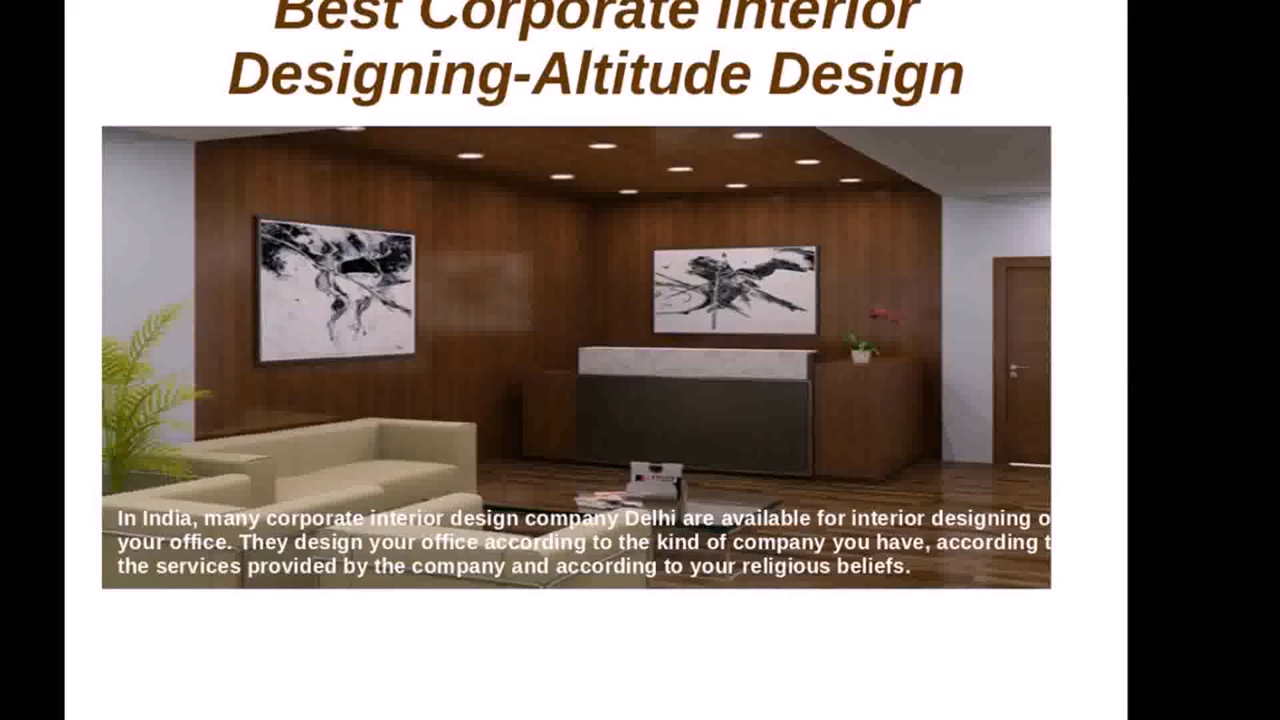 Best Corporate Interior
Designing-Altitude Design
In India, many corporate interior design company Delhi are available for interior designing o
your office. They design your office according to the kind of company you have, according t
the services provided by the company and according to your religious beliefs.